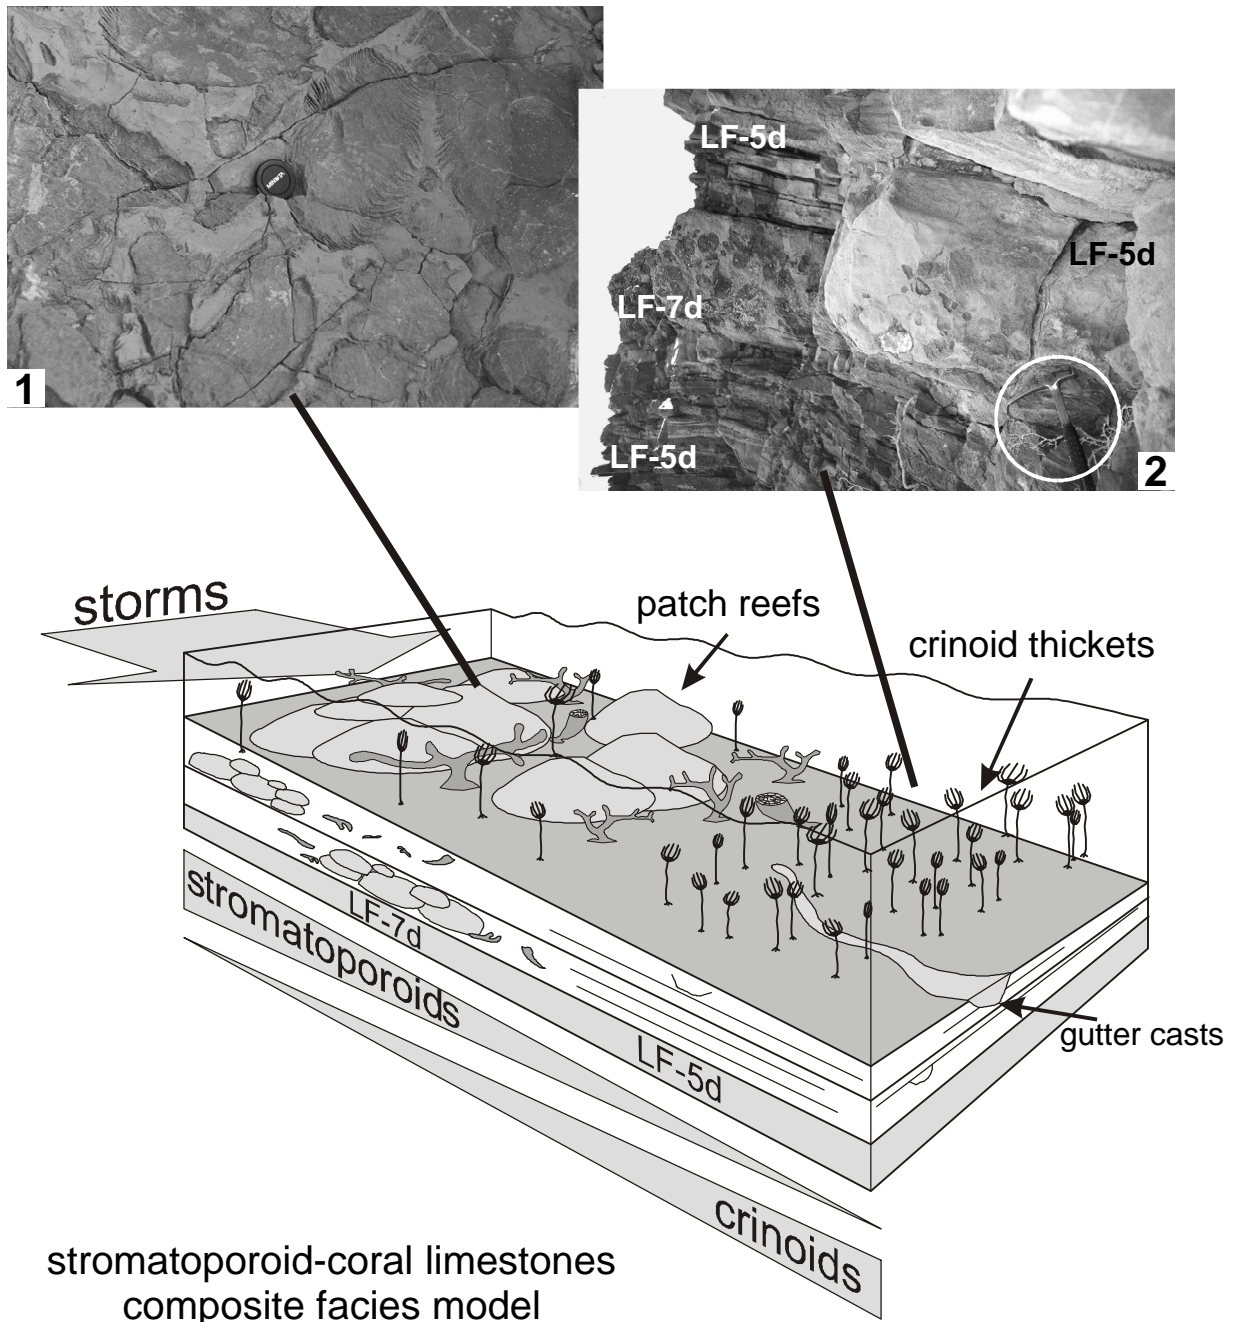 MINOLTA
1
LF-5d
LF-5d
LF-7d
LF-5d
2
storms
patch reefs
crinoid thickets
LF-7d
stromatoporoids
LF-5d
gutter casts
crinoids
stromatoporoid-coral limestones
composite facies model